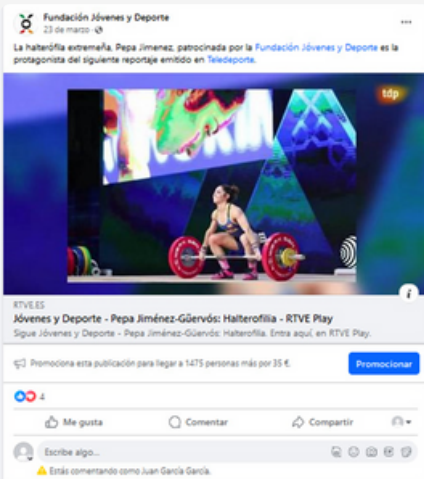 Fundación Jóvenes y Deporte
23 de marzo ·
La halterófila extremeña, Pepa Jimenez, patrocinada por la Fundación Jóvenes y Deporte es la
protagonista del siguiente reportaje emitido en Teledeporte.
tdp
RTVE.ES
Jóvenes y Deporte - Pepa Jiménez-Güervós: Halterofilia - RTVE Play
Sigue Jóvenes y Deporte - Pepa Jiménez-Güervós: Halterofilia. Entra aquí, en RTVE Play.
Promociona esta publicación para llegar a 1475 personas más por 35 €.
Promocionar
4
Me gusta
Comentar
Compartir
Escribe algo...
Estás comentando como Juan García García.